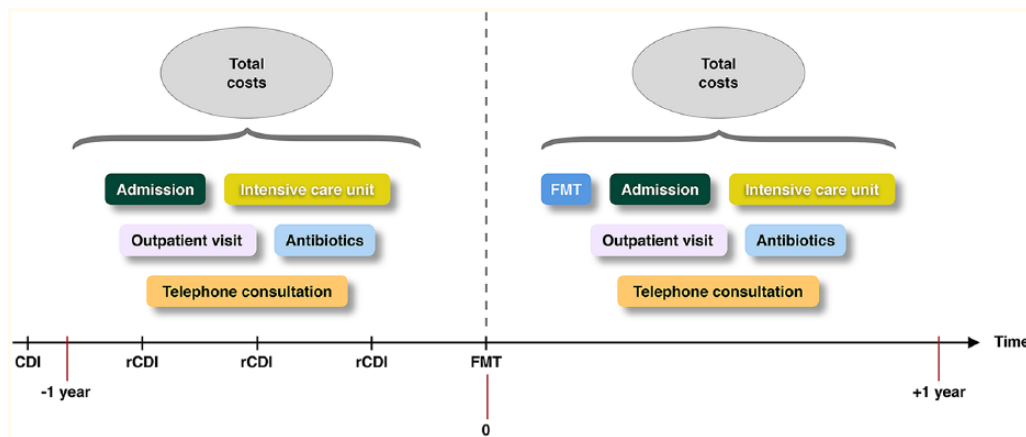 Total
costs
Total
costs
Admission
Intensive care unit
FMT
Admission
Intensive care unit
Outpatient visit
Antibiotics
Outpatient visit
Antibiotics
Telephone consultation
Telephone consultation
Time
CDI
rCDI
rCDI
rCDI
FMT
-1 year
+1 year
0